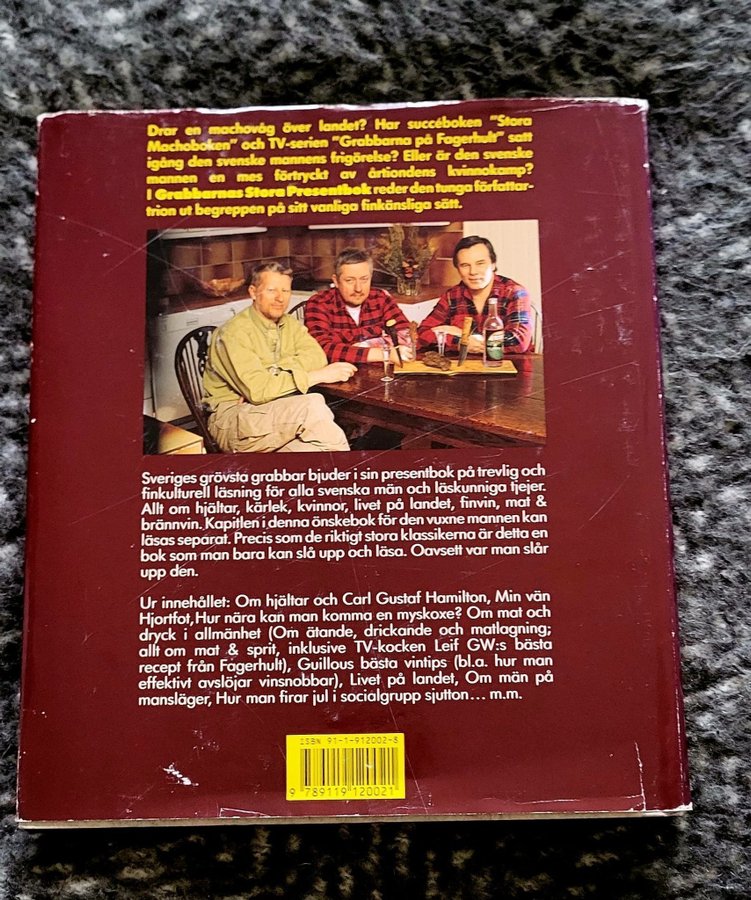 Drar en machovåg över landet? Har succéboken "Stora
Machoboken" och TV-serien "Grabbarna på Fagerhult" satt
igång den svenske mannens frigörelse? Eller är den svenske
mannen en mes förtryckt av årtiondens kvinnokamp?
I Grabbarnas Stora Presentbok reder den tunga författar-
trion ut begreppen på sitt vanliga finkänsliga sätt.
Sveriges grövsta grabbar bjuder i sin presentbok på trevlig och
finkulturell läsning för alla svenska män och läskunniga tjejer.
Allt om hjältar, kärlek, kvinnor, livet på landet, finvin, mat &
brännvin. Kapitlen i denna önskebok för den vuxne mannen kan
läsas separat. Precis som de riktigt stora klassikerna är detta en
bok som man bara kan slå upp och läsa. Oavsett var man slår
upp den.
Ur innehållet: Om hjältar och Carl Gustaf Hamilton, Min vän
Hjortfot, Hur nära kan man komma en myskoxe? Om mat och
dryck i allmänhet (Om ätande, drickande och matlagning;
allt om mat & sprit, inklusive TV-kocken Leif GW:s bästa
recept från Fagerhult), Guillous bästa vintips (bl.a. hur man
effektivt avslöjar vinsnobbar), Livet på landet, Om män på
mansläger, Hur man firar jul i socialgrupp sjutton... m.m.
ISBN 91-1-912002-8
9 789119 120021